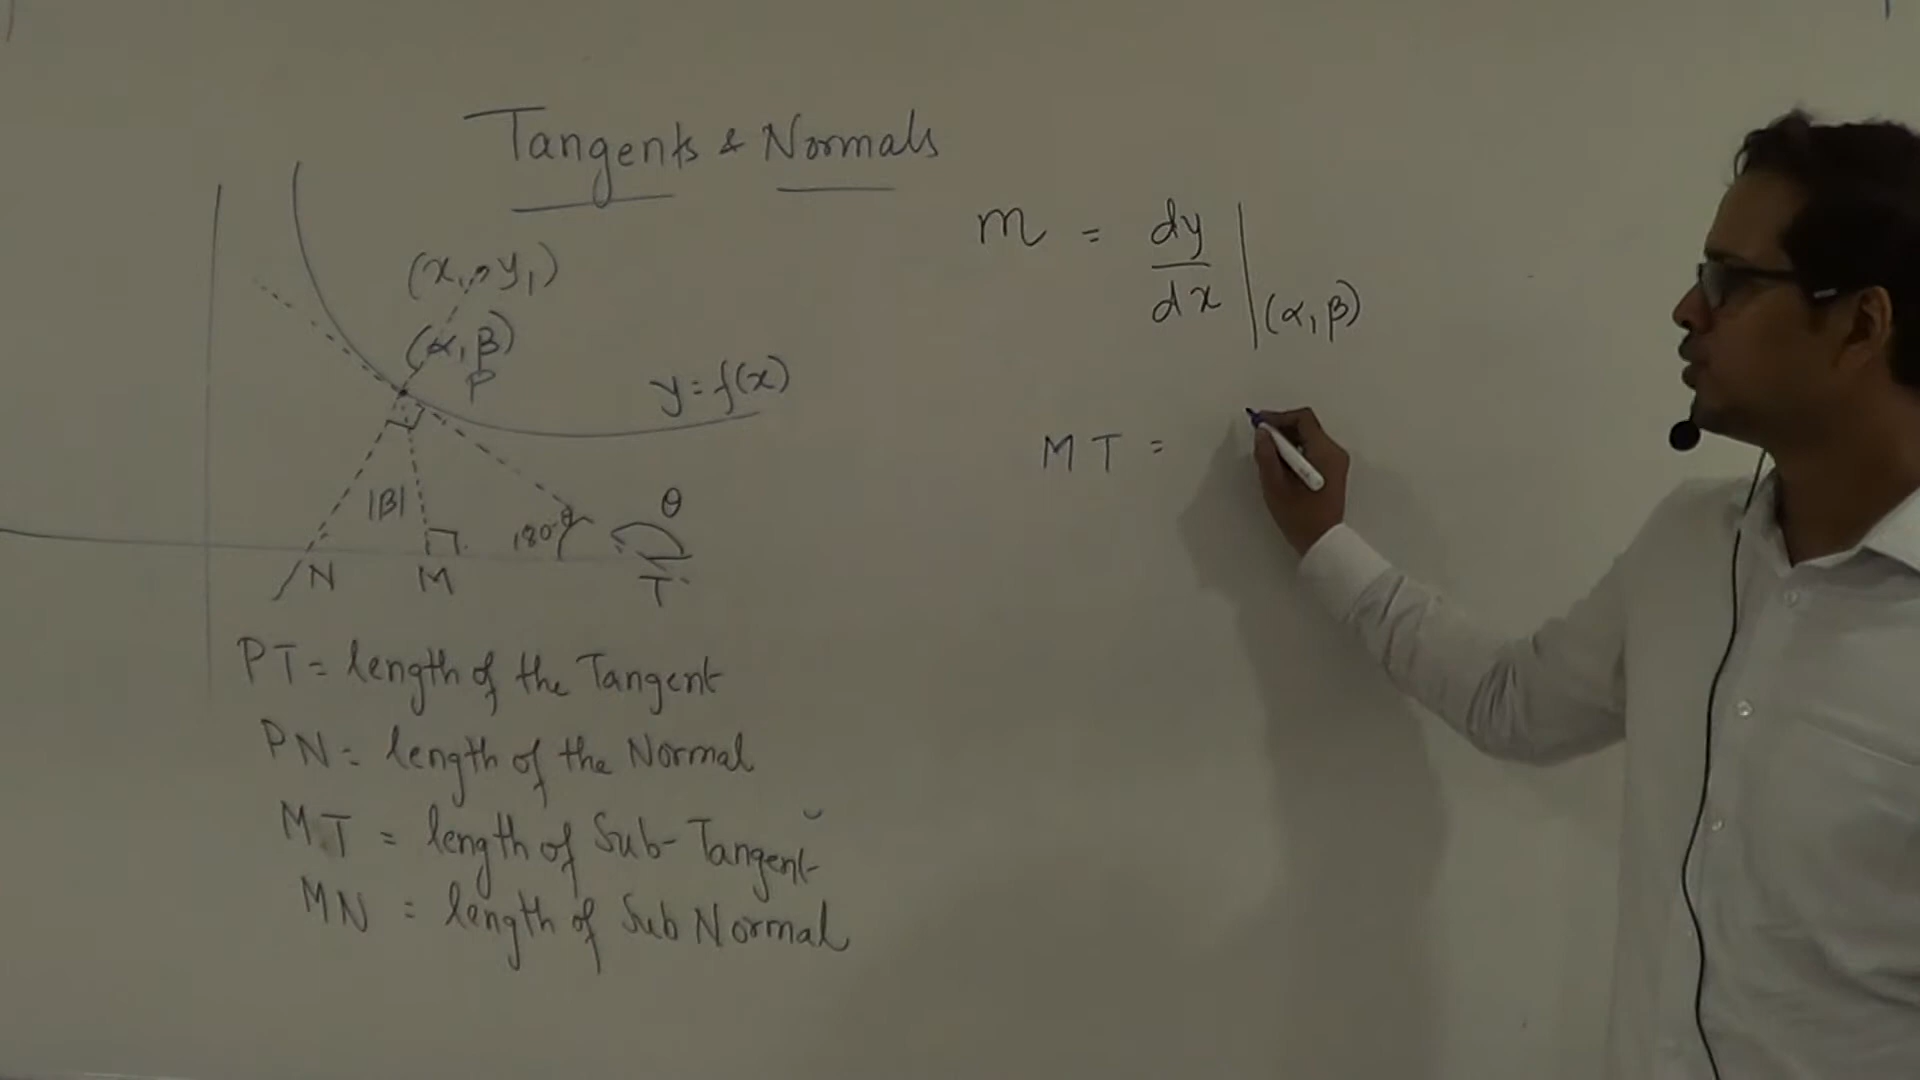 Tangents & Normals
(x₁, y₁)
(α, β)
P
y = f(x)
|β|
180-θ
θ
N
M
T
PT = length of the Tangent
PN = length of the Normal
MT = length of Sub-Tangent
MN = length of Sub Normal
m = dy/dx |(α, β)
MT =